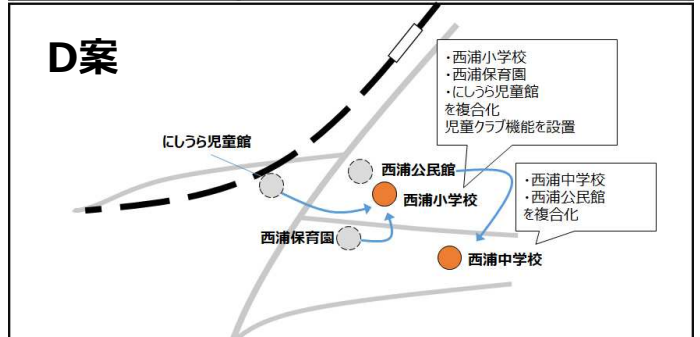 D案
・西浦小学校
・西浦保育園
・にしうら児童館
を複合化
児童クラブ機能を設置
にしうら児童館
西浦公民館
西浦小学校
・西浦中学校
・西浦公民館
を複合化
西浦保育園
西浦中学校